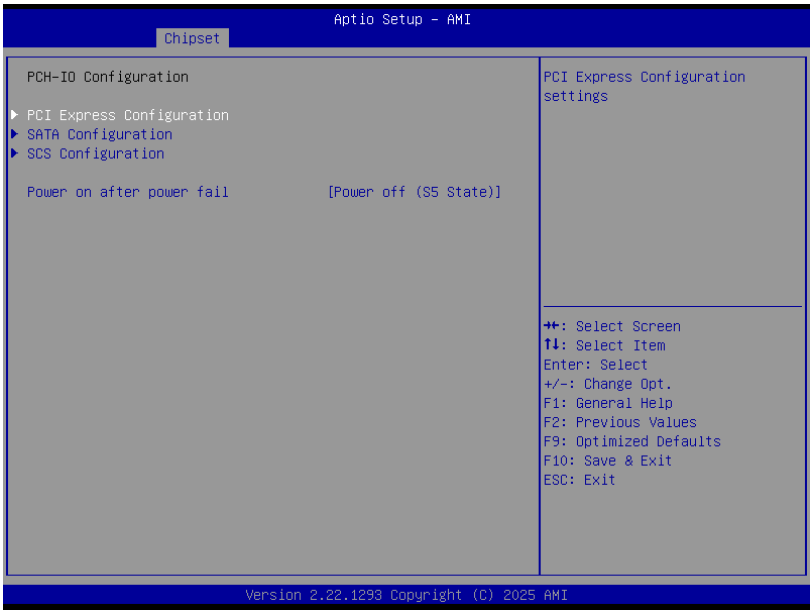 Aptio Setup – AMI
Chipset
PCH-IO Configuration
PCI Express Configuration
SATA Configuration
SCS Configuration
Power on after power fail [Power off (S5 State)]
PCI Express Configuration
settings
→←: Select Screen
↑↓: Select Item
Enter: Select
+/-: Change Opt.
F1: General Help
F2: Previous Values
F9: Optimized Defaults
F10: Save & Exit
ESC: Exit
Version 2.22.1293 Copyright (C) 2025 AMI